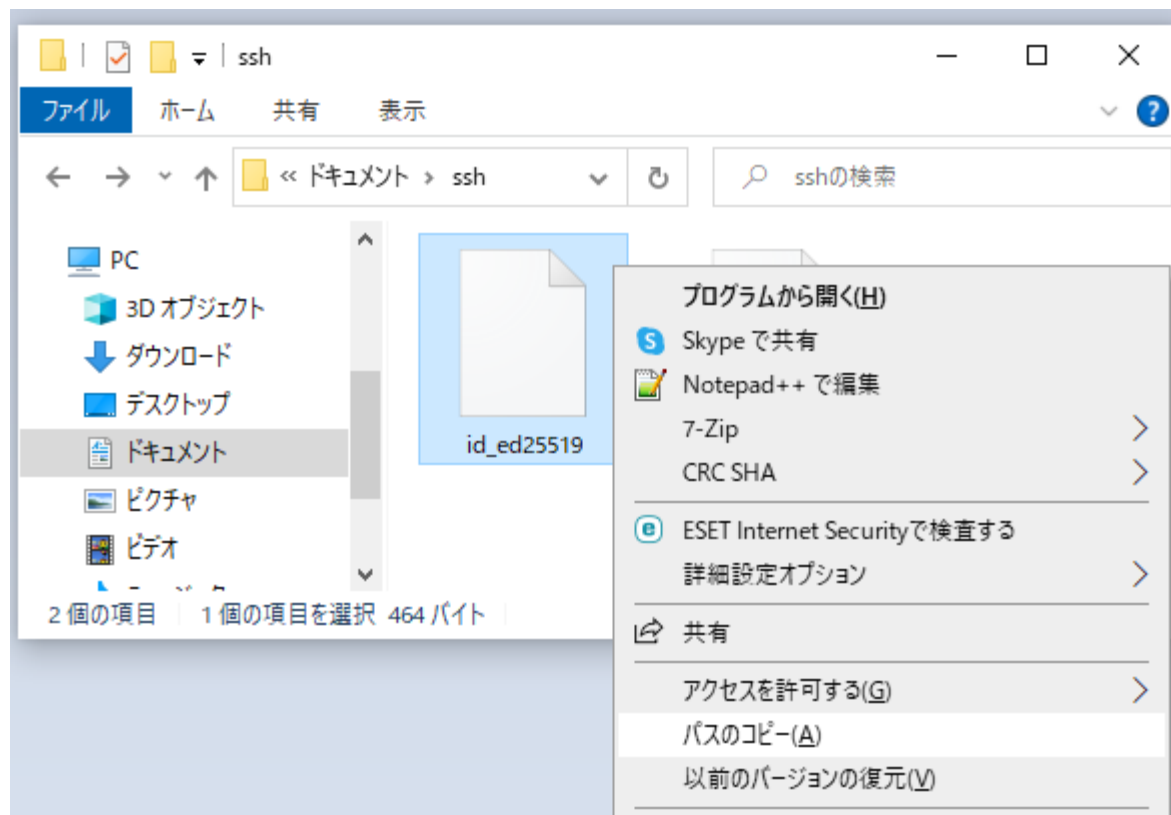 ssh
ファイル ホーム 共有 表示
« ドキュメント › ssh
sshの検索
PC
3D オブジェクト
ダウンロード
デスクトップ
ドキュメント
ピクチャ
ビデオ
id_ed25519
2 個の項目 1 個の項目を選択 464 バイト
プログラムから開く(H)
Skype で共有
Notepad++ で編集
7-Zip
CRC SHA
ESET Internet Securityで検査する
詳細設定オプション
共有
アクセスを許可する(G)
パスのコピー(A)
以前のバージョンの復元(V)